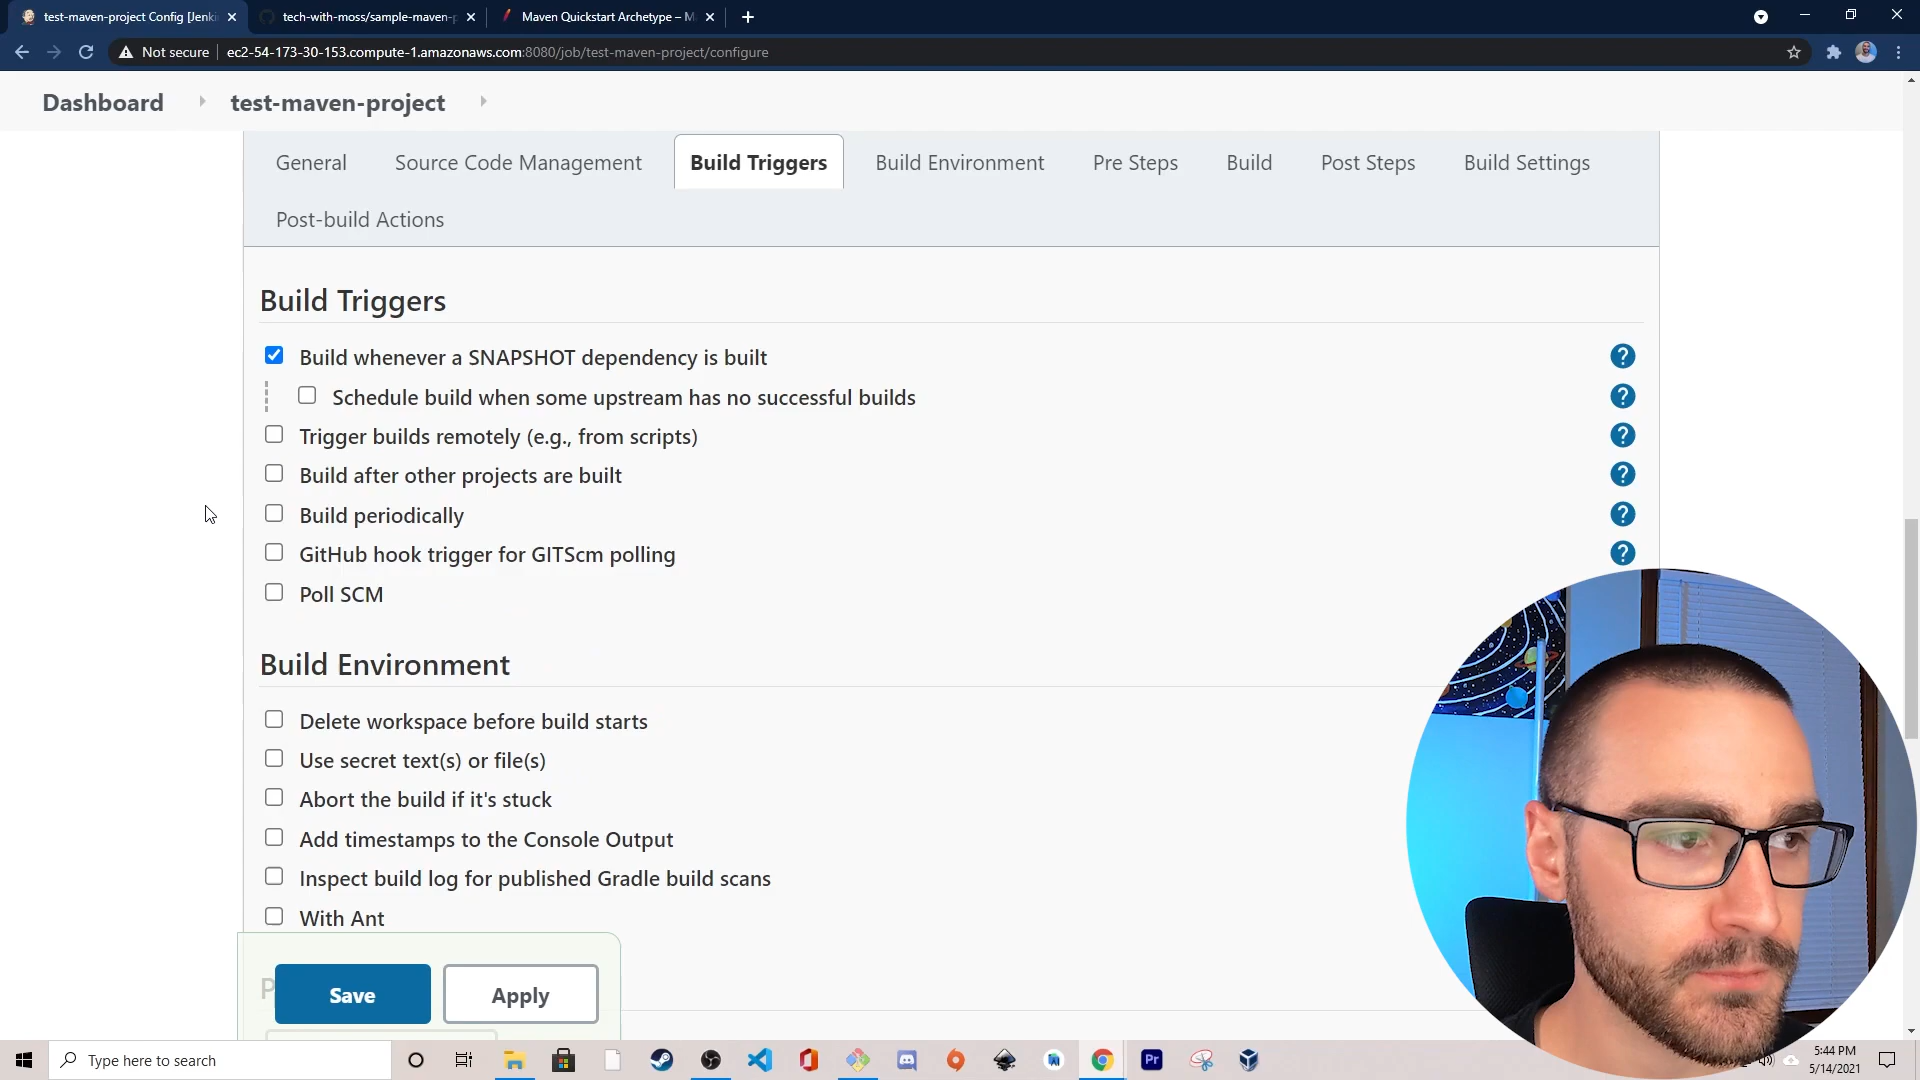 test-maven-project Config [Jenki
tech-with-moss/sample-maven-p
Maven Quickstart Archetype – M
Not secure
ec2-54-173-30-153.compute-1.amazonaws.com:8080/job/test-maven-project/configure
Dashboard
test-maven-project
General
Source Code Management
Build Triggers
Build Environment
Pre Steps
Build
Post Steps
Build Settings
Post-build Actions
Build Triggers
Build whenever a SNAPSHOT dependency is built
?
Schedule build when some upstream has no successful builds
?
Trigger builds remotely (e.g., from scripts)
?
Build after other projects are built
?
Build periodically
?
GitHub hook trigger for GITScm polling
?
Poll SCM
Build Environment
Delete workspace before build starts
Use secret text(s) or file(s)
Abort the build if it's stuck
Add timestamps to the Console Output
Inspect build log for published Gradle build scans
With Ant
P
Save
Apply
Type here to search
Pr
5:44 PM
5/14/2021